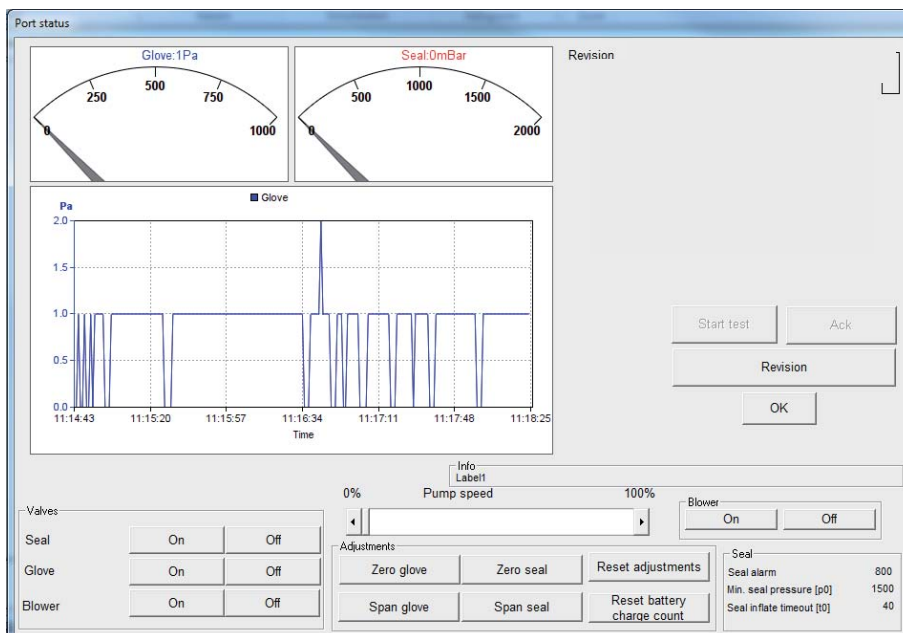 Port status
Glove:1Pa
0 250 500 750 1000
Seal:0mBar
0 500 1000 1500 2000
Revision
Glove
Pa
2.0
1.5
1.0
0.5
0.0
11:14:43 11:15:20 11:15:57 11:16:34 11:17:11 11:17:48 11:18:25
Time
Start test Ack
Revision
OK
Info
Label1
0% Pump speed 100%
Blower
On Off
Valves
Seal On Off
Glove On Off
Blower On Off
Adjustments
Zero glove Zero seal Reset adjustments
Span glove Span seal Reset battery
charge count
Seal
Seal alarm 800
Min. seal pressure [p0] 1500
Seal inflate timeout [t0] 40